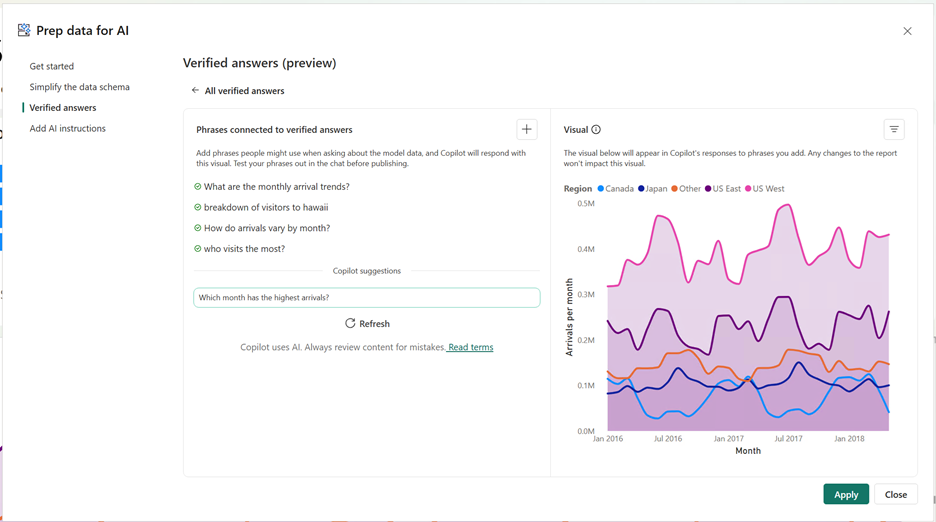 Prep data for AI
Get started
Simplify the data schema
Verified answers
Add AI instructions
Verified answers (preview)
All verified answers
Phrases connected to verified answers
Add phrases people might use when asking about the model data, and Copilot will respond with
this visual. Test your phrases out in the chat before publishing.
What are the monthly arrival trends?
breakdown of visitors to hawaii
How do arrivals vary by month?
who visits the most?
Copilot suggestions
Which month has the highest arrivals?
Refresh
Copilot uses AI. Always review content for mistakes. Read terms
Visual
The visual below will appear in Copilot's responses to phrases you add. Any changes to the report
won't impact this visual.
Region Canada Japan Other US East US West
0.5M
0.4M
0.3M
0.2M
0.1M
0.0M
Arrivals per month
Jan 2016 Jul 2016 Jan 2017 Jul 2017 Jan 2018
Month
Apply Close